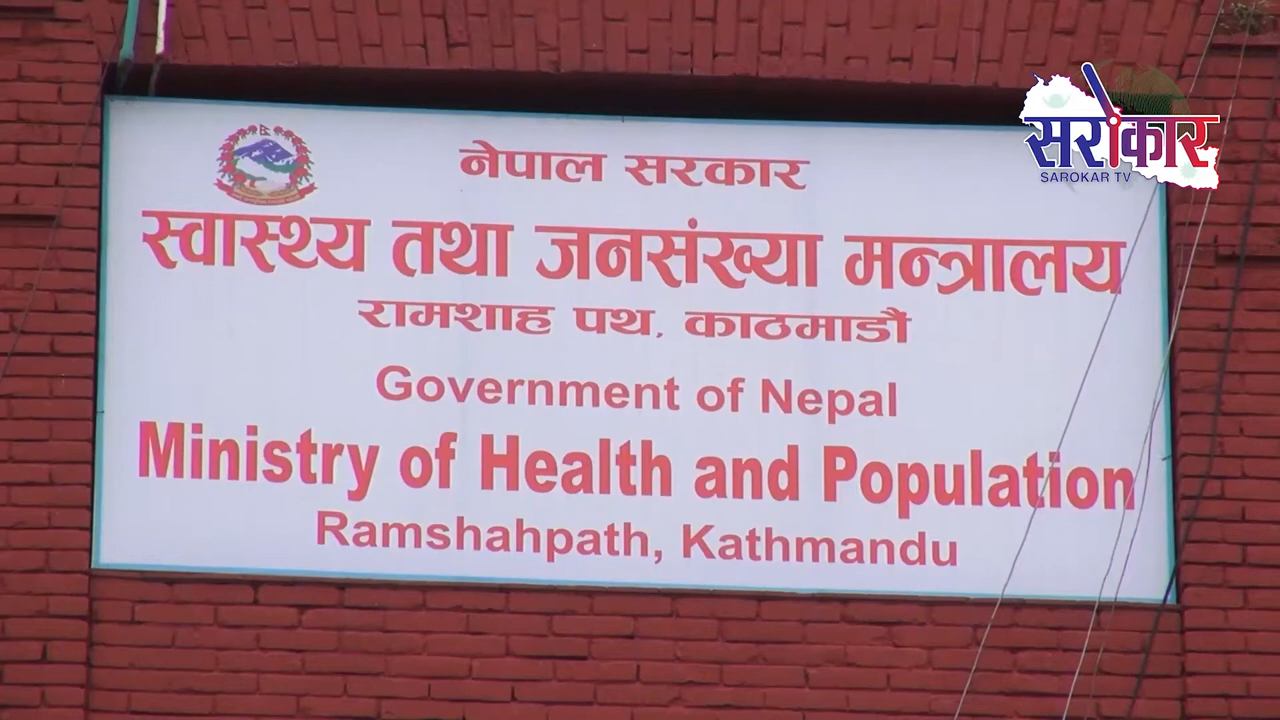 नेपाल सरकार
स्वास्थ्य तथा जनसंख्या मन्त्रालय
रामशाह पथ, काठमाडौं
Government of Nepal
Ministry of Health and Population
Ramshahpath, Kathmandu
सरोकार
SAROKAR TV